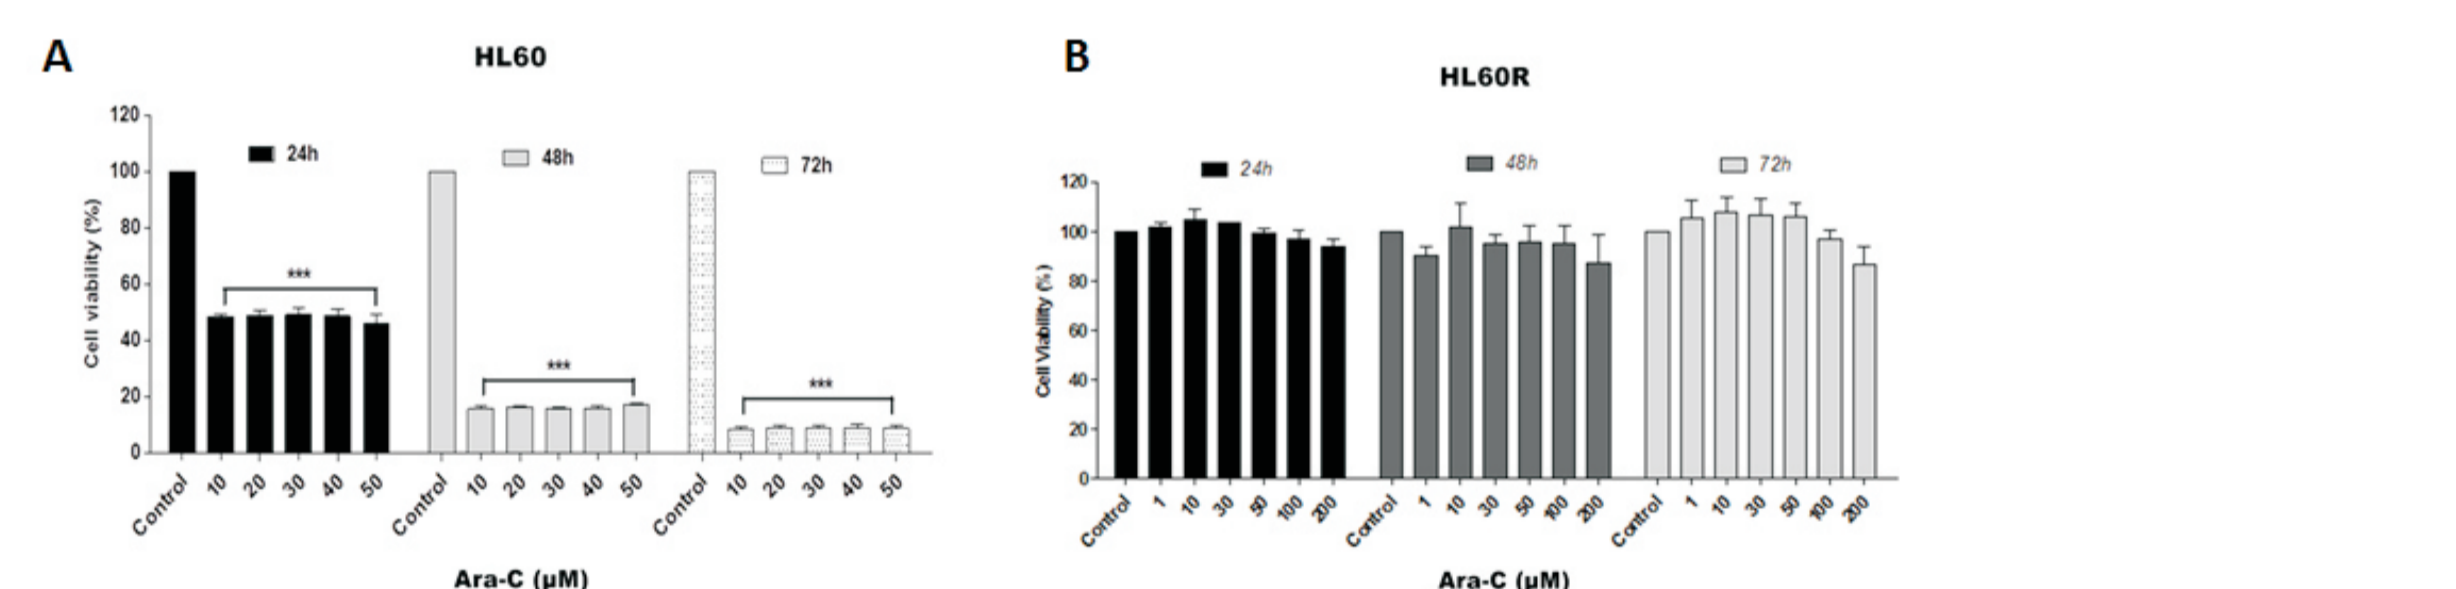 A
HL60
120
100
80
60
40
20
0
Cell viability (%)
24h
48h
72h
***
***
***
Control 10 20 30 40 50 Control 10 20 30 40 50 Control 10 20 30 40 50
Ara-C (µM)
B
HL60R
120
100
80
60
40
20
0
Cell Viability (%)
24h
48h
72h
Control 1 10 30 50 100 200 Control 1 10 30 50 100 200 Control 1 10 30 50 100 200
Ara-C (µM)